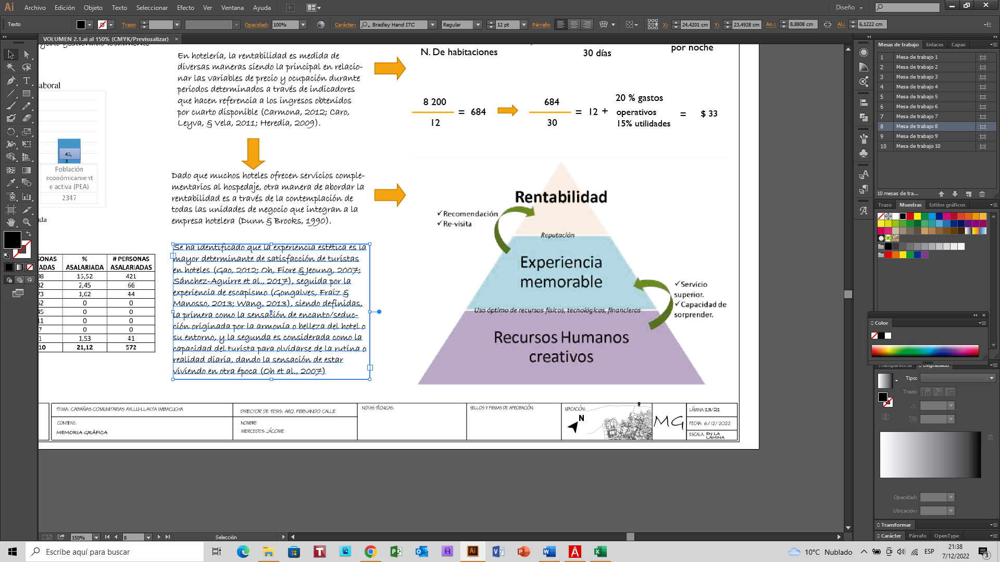 Ai Archivo Edición Objeto Texto Seleccionar Efecto Ver Ventana Ayuda Br Diseño
Texto Trazo: Opacidad: 100% Carácter: Bradley Hand ITC Regular 12 pt Párrafo: X: 24,4201 cm Y: 23,4928 cm An.: 8,8808 cm Al.: 6,1222 cm
VOLUMEN 2.1.ai al 150% (CMYK/Previsualizar) ×
aboral
43,
3
Población
económicament
e activa (PEA)
2347
SONAS % # PERSONAS
ADAS ASALARIADA ASALARIADAS
15,52 421
2,45 66
1,62 44
0 0
0 0
0 0
0 0
1,53 41
10 21,12 572
En hotelería, la rentabilidad es medida de
diversas maneras siendo la principal en relacio-
nar las variables de precio y ocupación durante
periodos determinados a través de indicadores
que hacen referencia a los ingresos obtenidos
por cuarto disponible (Carmona, 2012; Caro,
Leyva, & Vela, 2011; Heredia, 2009).
Dado que muchos hoteles ofrecen servicios comple-
mentarios al hospedaje, otra manera de abordar la
rentabilidad es a través de la contemplación de
todas las unidades de negocio que integran a la
empresa hotelera (Dunn & Brooks, 1990).
Se ha identificado que la experiencia estética es la
mayor determinante de satisfacción de turistas
en hoteles (Gao, 2012; Oh, Fiore & Jeoung, 2007;
Sánchez-Aguirre et al., 2017), seguida por la
experiencia de escapismo (Gongalves, Fraiz &
Manosso, 2013; Wang, 2013), siendo definidas,
la primera como la sensación de encanto/seduc-
ción originada por la armonía o belleza del hotel o
su entorno, y la segunda es considerada como la
capacidad del turista para olvidarse de la rutina o
realidad diaria, dando la sensación de estar
viviendo en otra época (Oh et al., 2007)
N. De habitaciones 30 días por noche
8 200
12
= 684
684
30
= 12 +
20 % gastos
operativos
15% utilidades
= $ 33
Rentabilidad
✓Recomendación
✓Re-visita
Reputación
Experiencia
memorable
✓Servicio
superior.
✓Capacidad de
sorprender.
Uso óptimo de recursos físicos, tecnológicos, financieros
Recursos Humanos
creativos
TEMA: CABAÑAS COMUNITARIAS AYLLU-LLAKTA IMBACUCHA
CONTIENE:
MEMORIA GRÁFICA
DIRECTOR DE TESIS: ARQ. FERNANDO CALLE
NOMBRE
MERCEDES JÁCOME
NOTAS TÉCNICAS:
SELLOS Y FIRMAS DE APROBACIÓN:
UBICACIÓN:
N
MG
LÁMINA:13/21
FECHA: 6/12/2022
ESCALA: EN LA
LÁMINA
Mesas de trabajo Enlaces Capas
1 Mesa de trabajo 1
2 Mesa de trabajo 2
3 Mesa de trabajo 3
4 Mesa de trabajo 4
5 Mesa de trabajo 5
6 Mesa de trabajo 6
7 Mesa de trabajo 7
8 Mesa de trabajo 8
9 Mesa de trabajo 9
10 Mesa de trabajo 10
10 mesas de tra...
Trazo Muestras Estilos gráficos
Color
Transparencia Degradado
Tipo:
Trazo:
Opacidad:
Ubicación:
Transformar
Carácter Párrafo OpenType
150% 8 Selección
Escribe aquí para buscar
10°C Nublado ESP
21:38
7/12/2022
3